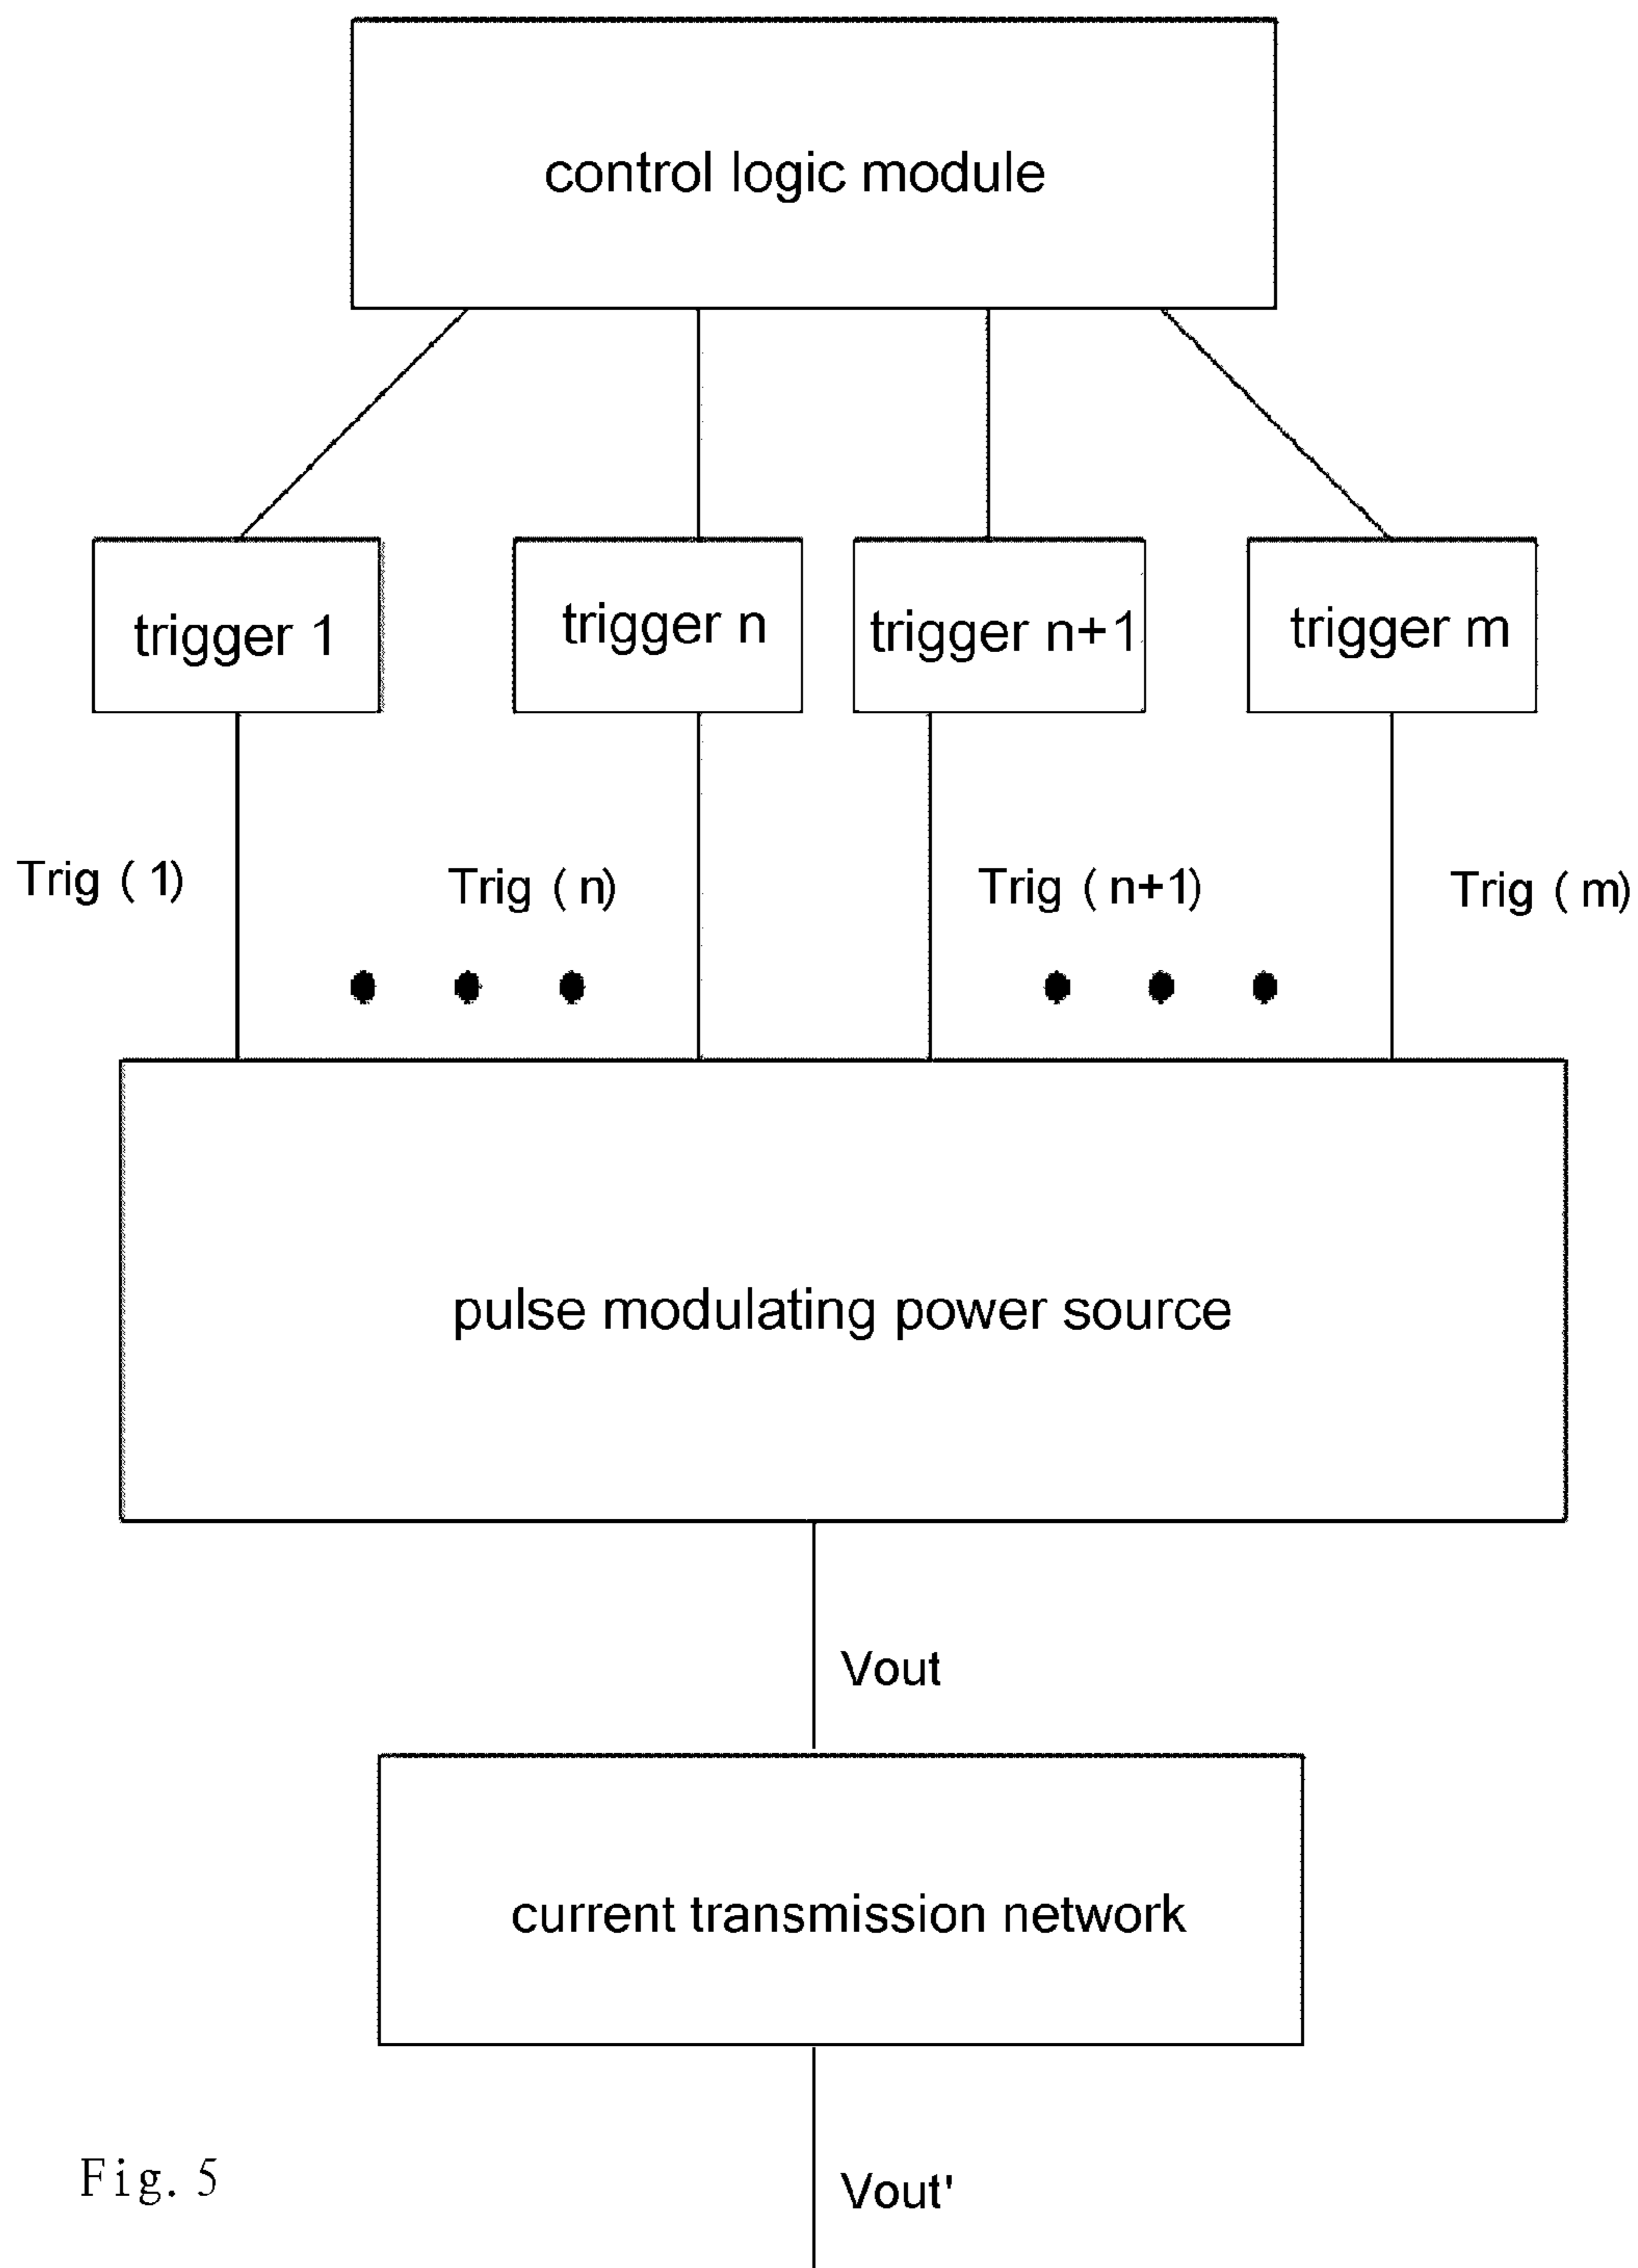 control logic module
trigger 1
trigger n
trigger n+1
trigger m
Trig ( 1)
Trig ( n)
Trig ( n+1)
Trig ( m)
pulse modulating power source
Vout
current transmission network
Fig. 5
Vout'